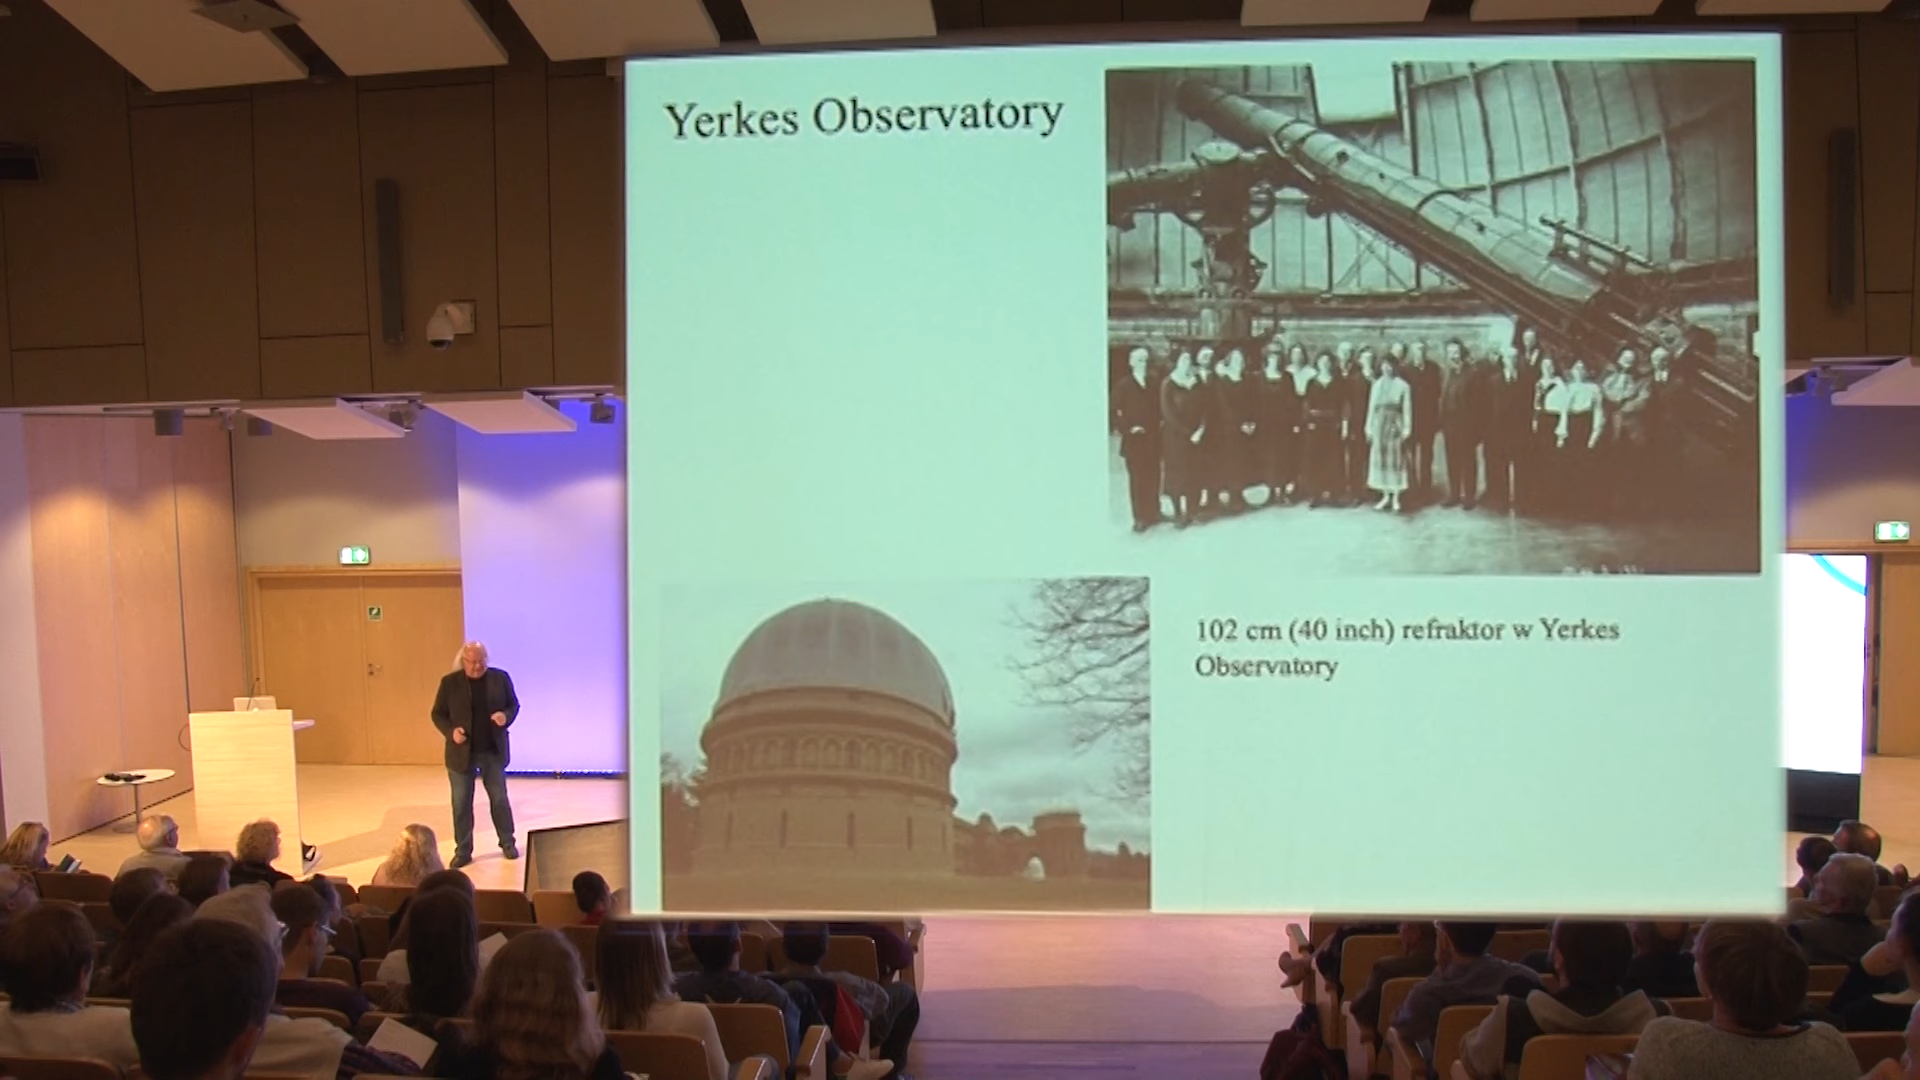 Yerkes Observatory
102 cm (40 inch) refraktor w Yerkes
Observatory